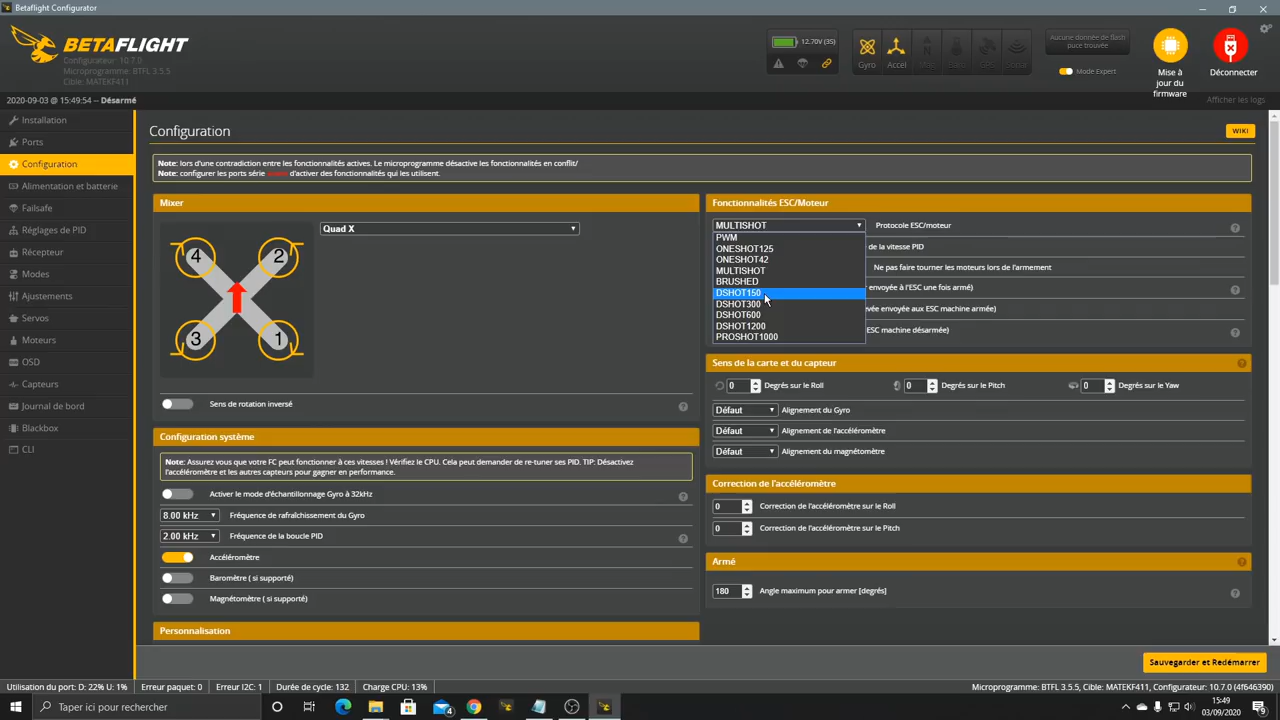 Betaflight Configurator
BETAFLIGHT
Configurateur: 10.7.0
Microprogramme: BTFL 3.5.5
Cible: MATEKF411
12.70V (3S)
Gyro
Accel
Mag
Baro
GPS
Sonar
Aucune donnée de flash
puce trouvée
Mode Expert
Mise à
jour du
firmware
Déconnecter
2020-09-03 @ 15:49:54 -- Désarmé
Afficher les logs
Installation
Ports
Configuration
Alimentation et batterie
Failsafe
Réglages de PID
Récepteur
Modes
Ajustements
Servos
Moteurs
OSD
Capteurs
Journal de bord
Blackbox
CLI
Configuration
WIKI
Note: lors d'une contradiction entre les fonctionnalités actives. Le microprogramme désactive les fonctionnalités en conflit/
Note: configurer les ports série avant d'activer des fonctionnalités qui les utilisent.
Mixer
Quad X
4
2
3
1
Sens de rotation inversé
Configuration système
Note: Assurez vous que votre FC peut fonctionner à ces vitesses ! Vérifiez le CPU. Cela peut demander de re-tuner ses PID. TIP: Désactivez
l'accéléromètre et les autres capteurs pour gagner en performance.
Activer le mode d'échantillonnage Gyro à 32kHz
8.00 kHz
Fréquence de rafraîchissement du Gyro
2.00 kHz
Fréquence de la boucle PID
Accéléromètre
Baromètre ( si supporté)
Magnétomètre ( si supporté)
Personnalisation
Fonctionnalités ESC/Moteur
MULTISHOT
Protocole ESC/moteur
PWM
ONESHOT125
ONESHOT42
MULTISHOT
BRUSHED
DSHOT150
DSHOT300
DSHOT600
DSHOT1200
PROSHOT1000
de la vitesse PID
Ne pas faire tourner les moteurs lors de l'armement
envoyée à l'ESC une fois armé)
evée envoyée aux ESC machine armée)
ESC machine désarmée)
Sens de la carte et du capteur
0
Degrés sur le Roll
0
Degrés sur le Pitch
0
Degrés sur le Yaw
Défaut
Alignement du Gyro
Défaut
Alignement de l'accéléromètre
Défaut
Alignement du magnétomètre
Correction de l'accéléromètre
0
Correction de l'accéléromètre sur le Roll
0
Correction de l'accéléromètre sur le Pitch
Armé
180
Angle maximum pour armer [degrés]
Sauvegarder et Redémarrer
Utilisation du port: D: 22% U: 1%
Erreur paquet: 0
Erreur I2C: 1
Durée de cycle: 132
Charge CPU: 13%
Microprogramme: BTFL 3.5.5, Cible: MATEKF411, Configurateur: 10.7.0 (4f646390)
Taper ici pour rechercher
4
15:49
03/09/2020